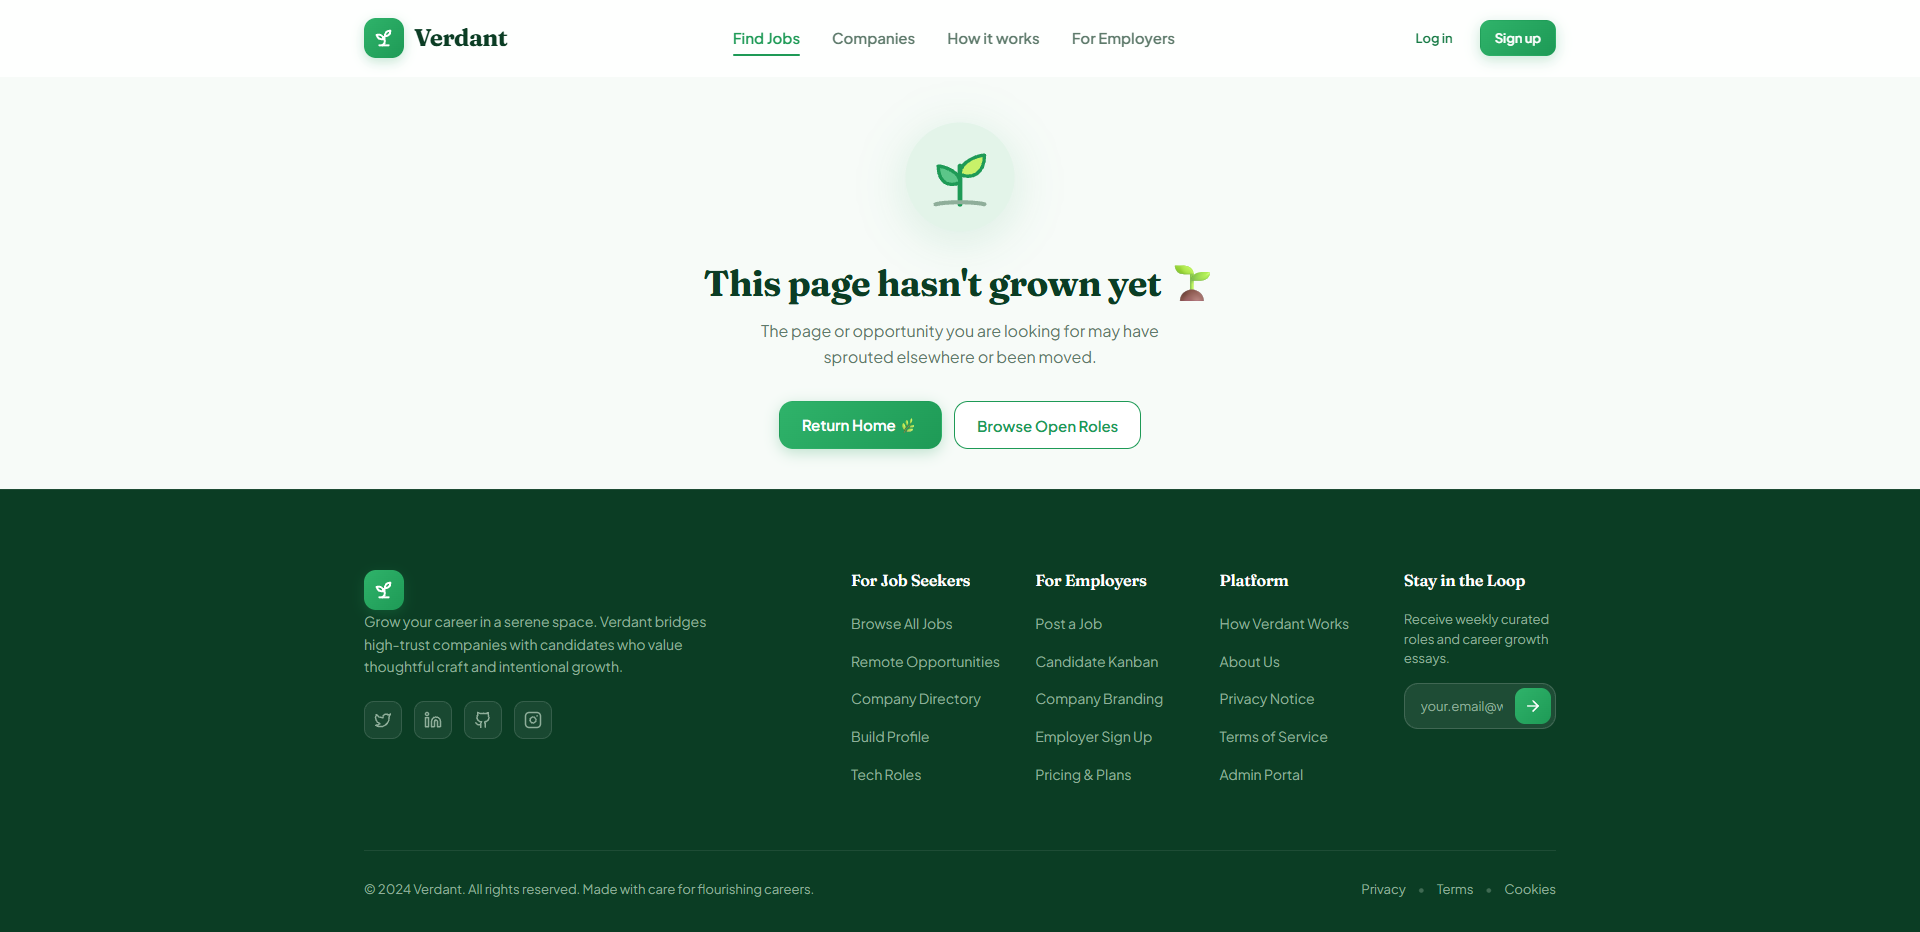 Verdant
Find Jobs
Companies
How it works
For Employers
Log in
Sign up
This page hasn't grown yet 🌱
The page or opportunity you are looking for may have
sprouted elsewhere or been moved.
Return Home 🌿
Browse Open Roles
Grow your career in a serene space. Verdant bridges
high-trust companies with candidates who value
thoughtful craft and intentional growth.
For Job Seekers
Browse All Jobs
Remote Opportunities
Company Directory
Build Profile
Tech Roles
For Employers
Post a Job
Candidate Kanban
Company Branding
Employer Sign Up
Pricing & Plans
Platform
How Verdant Works
About Us
Privacy Notice
Terms of Service
Admin Portal
Stay in the Loop
Receive weekly curated
roles and career growth
essays.
your.email@w
© 2024 Verdant. All rights reserved. Made with care for flourishing careers.
Privacy • Terms • Cookies